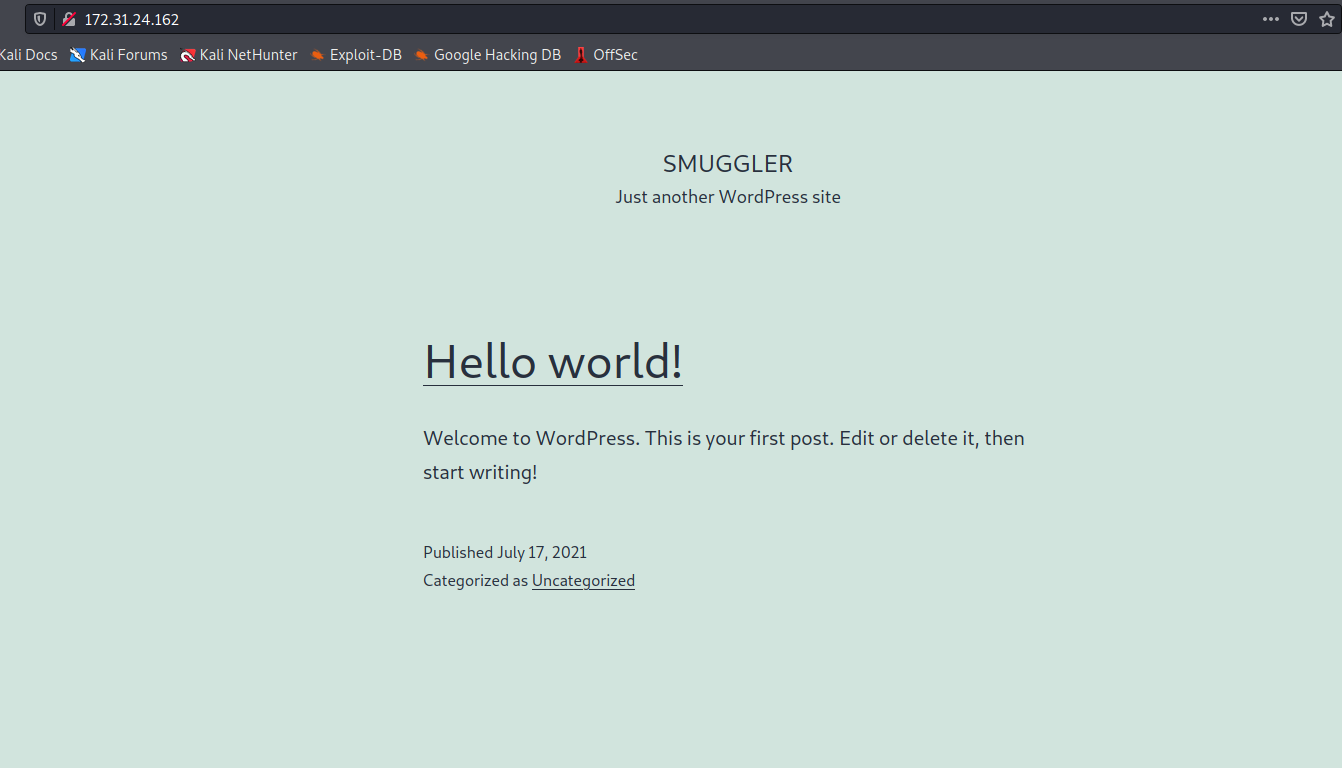 172.31.24.162
Kali Docs Kali Forums Kali NetHunter Exploit-DB Google Hacking DB OffSec
SMUGGLER
Just another WordPress site
Hello world!
Welcome to WordPress. This is your first post. Edit or delete it, then
start writing!
Published July 17, 2021
Categorized as Uncategorized